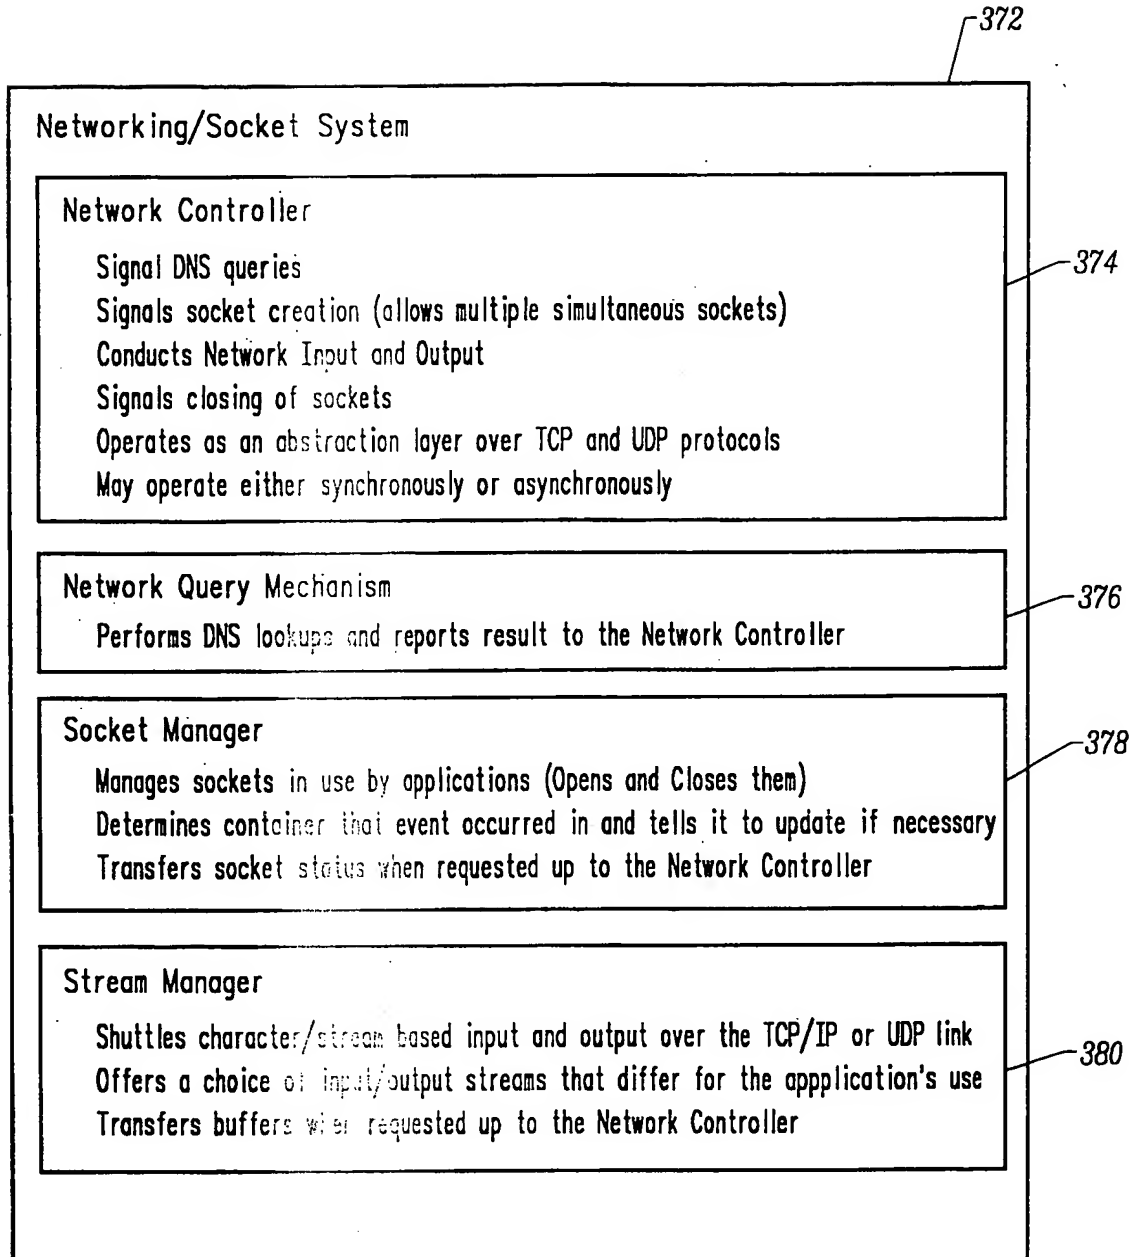 372
Networking/Socket System
Network Controller
Signal DNS queries
Signals socket creation (allows multiple simultaneous sockets)
Conducts Network Input and Output
Signals closing of sockets
Operates as an abstraction layer over TCP and UDP protocols
May operate either synchronously or asynchronously
374
Network Query Mechanism
Performs DNS lookups and reports result to the Network Controller
376
Socket Manager
Manages sockets in use by applications (Opens and Closes them)
Determines container that event occurred in and tells it to update if necessary
Transfers socket status when requested up to the Network Controller
378
Stream Manager
Shuttles character/stream based input and output over the TCP/IP or UDP link
Offers a choice of input/output streams that differ for the appplication's use
Transfers buffers when requested up to the Network Controller
380